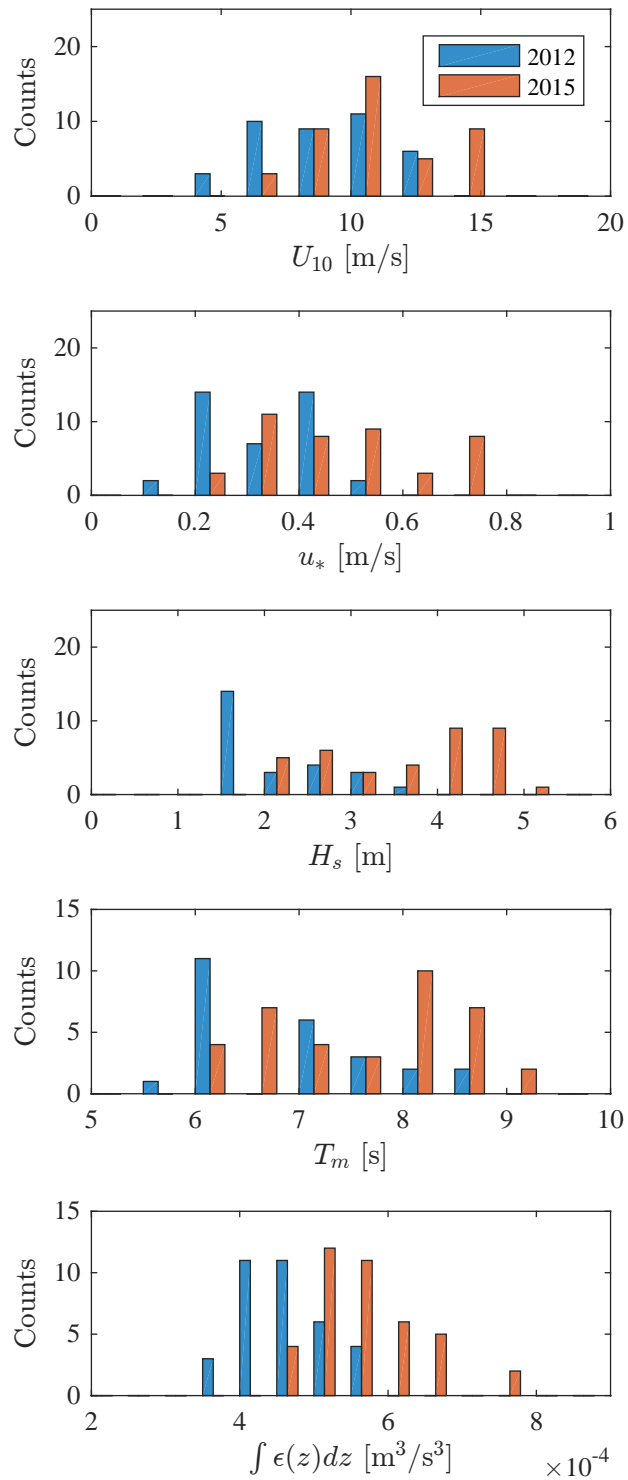 2012
2015
Counts
20
10
0
0 5 10 15 20
U₁₀ [m/s]
Counts
20
10
0
0 0.2 0.4 0.6 0.8 1
u* [m/s]
Counts
20
10
0
0 1 2 3 4 5 6
Hₛ [m]
Counts
15
10
5
0
5 6 7 8 9 10
Tₘ [s]
Counts
15
10
5
0
2 4 6 8
∫ ϵ(z)dz [m³/s³]
×10⁻⁴